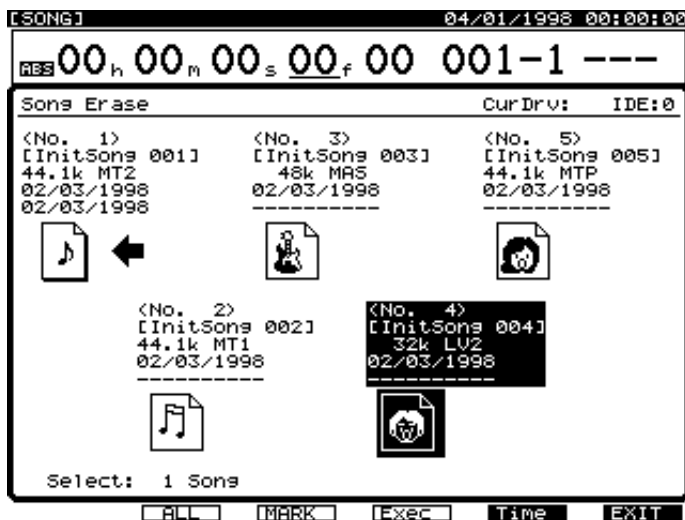 [SONG] 04/01/1998 00:00:00
ABS 00h 00m 00s 00f 00 001-1 ---
Song Erase CurDrv: IDE:0
<No. 1>
[InitSong 001]
44.1k MT2
02/03/1998
02/03/1998
<No. 3>
[InitSong 003]
48k MAS
02/03/1998
----------
<No. 5>
[InitSong 005]
44.1k MTP
02/03/1998
----------
<No. 2>
[InitSong 002]
44.1k MT1
02/03/1998
----------
<No. 4>
[InitSong 004]
32k LV2
02/03/1998
----------
Select: 1 Song
ALL MARK Exec Time EXIT